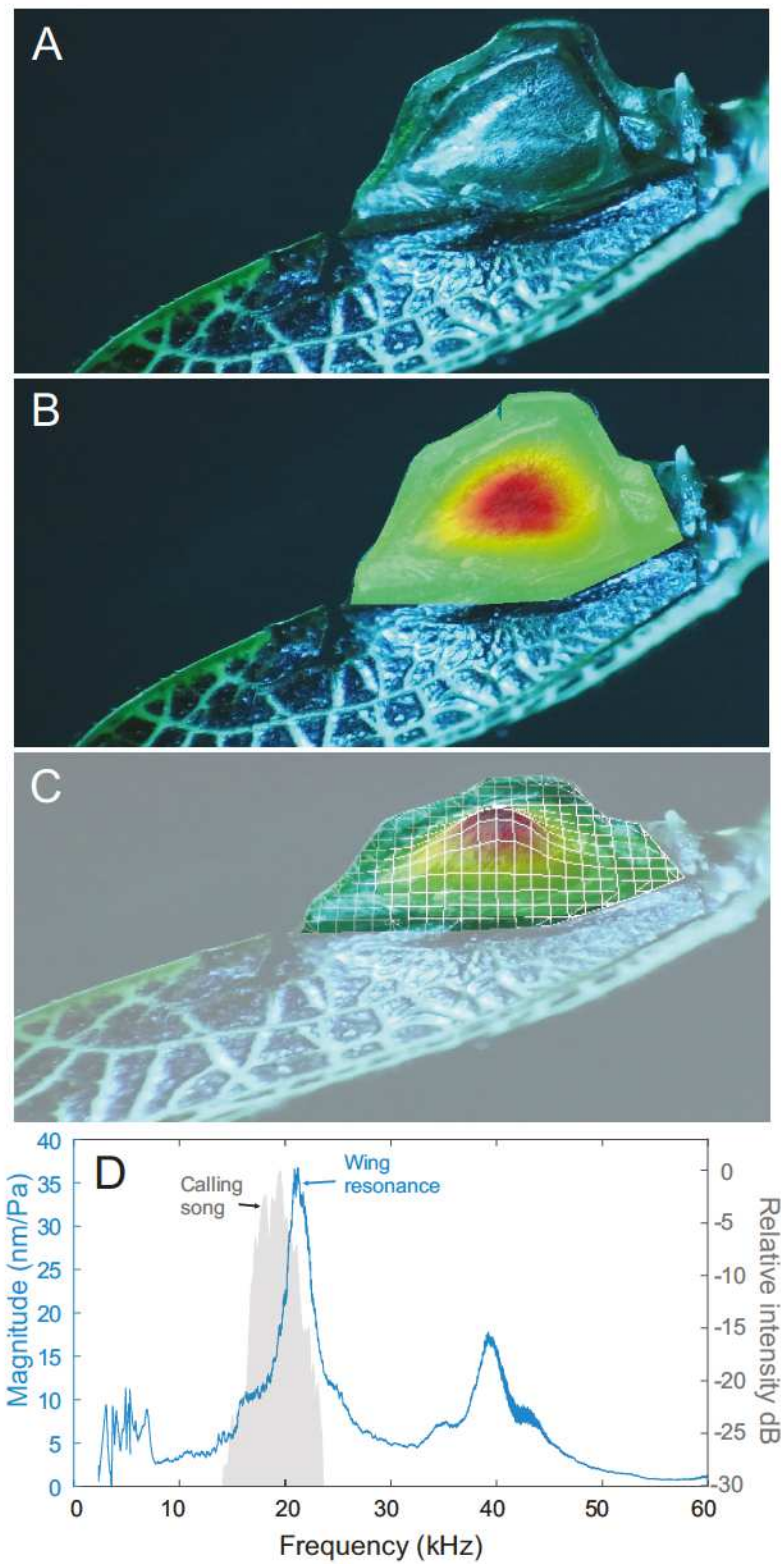 A
B
C
D
40
35
30
25
20
15
10
5
0
Magnitude (nm/Pa)
Calling
song
Wing
resonance
0
-5
-10
-15
-20
-25
-30
Relative intensity dB
0 10 20 30 40 50 60
Frequency (kHz)